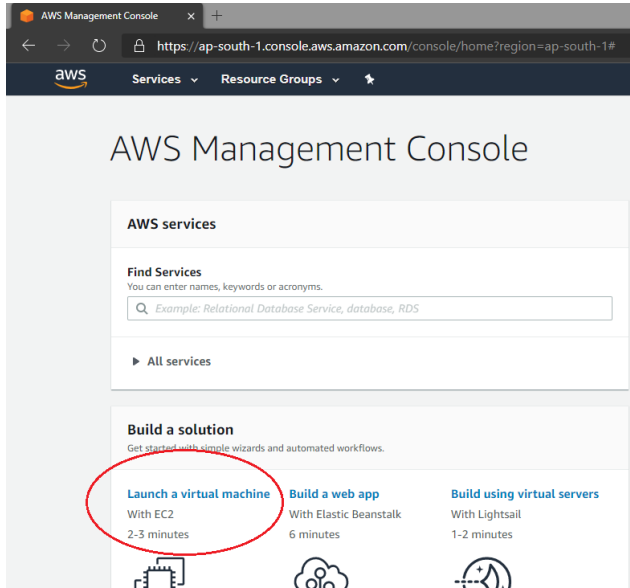 AWS Management Console
https://ap-south-1.console.aws.amazon.com/console/home?region=ap-south-1#
aws Services Resource Groups
AWS Management Console
AWS services
Find Services
You can enter names, keywords or acronyms.
Example: Relational Database Service, database, RDS
All services
Build a solution
Get started with simple wizards and automated workflows.
Launch a virtual machine Build a web app Build using virtual servers
With EC2 With Elastic Beanstalk With Lightsail
2-3 minutes 6 minutes 1-2 minutes